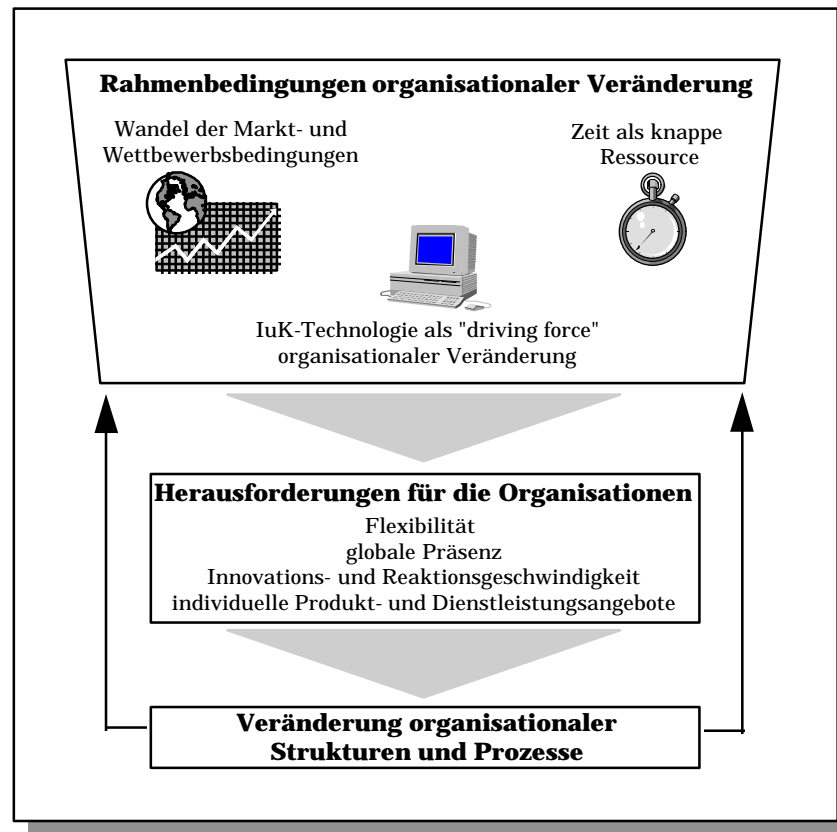 Rahmenbedingungen organisationaler Veränderung
Wandel der Markt- und
Wettbewerbsbedingungen
Zeit als knappe
Ressource
IuK-Technologie als "driving force"
organisationaler Veränderung
Herausforderungen für die Organisationen
Flexibilität
globale Präsenz
Innovations- und Reaktionsgeschwindigkeit
individuelle Produkt- und Dienstleistungsangebote
Veränderung organisationaler
Strukturen und Prozesse